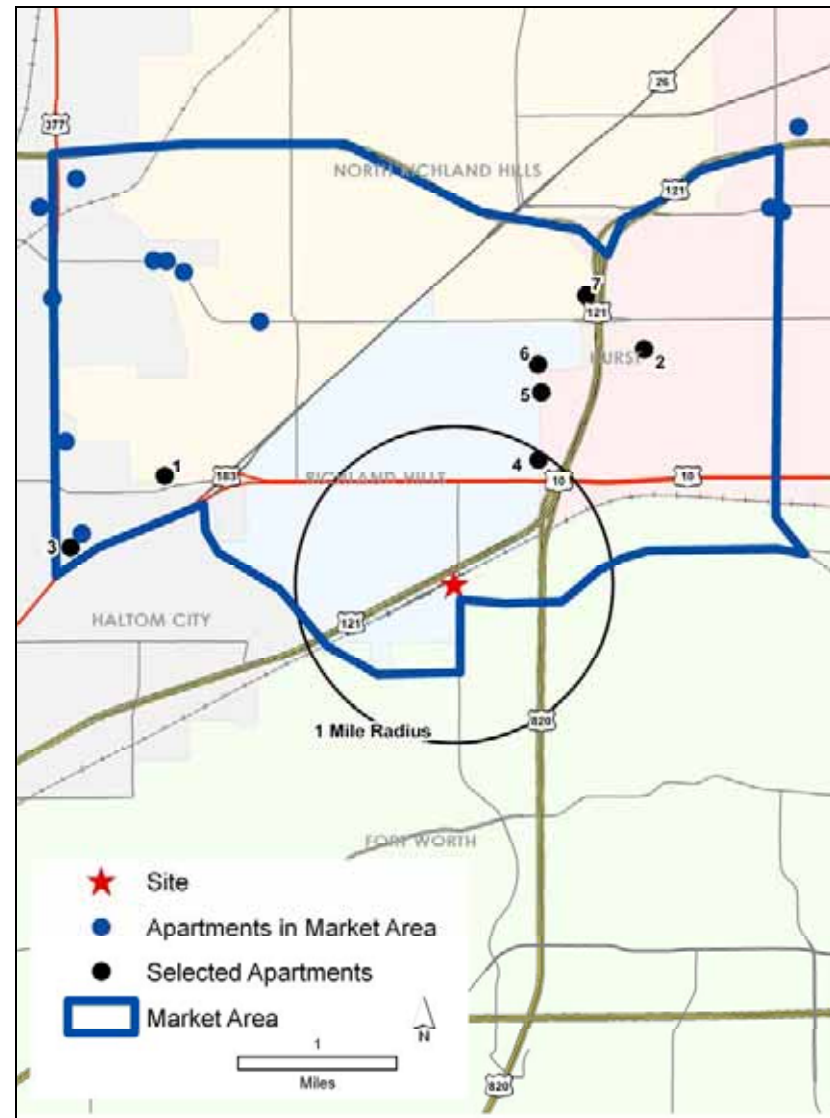 26
377
NORTH RICHLAND HILLS
121
7
121
HURST
2
6
5
4
1
183
RICHLAND HILLS
10
10
3
HALTOM CITY
121
820
1 Mile Radius
FORT WORTH
Site
Apartments in Market Area
Selected Apartments
Market Area
N
1
Miles
820